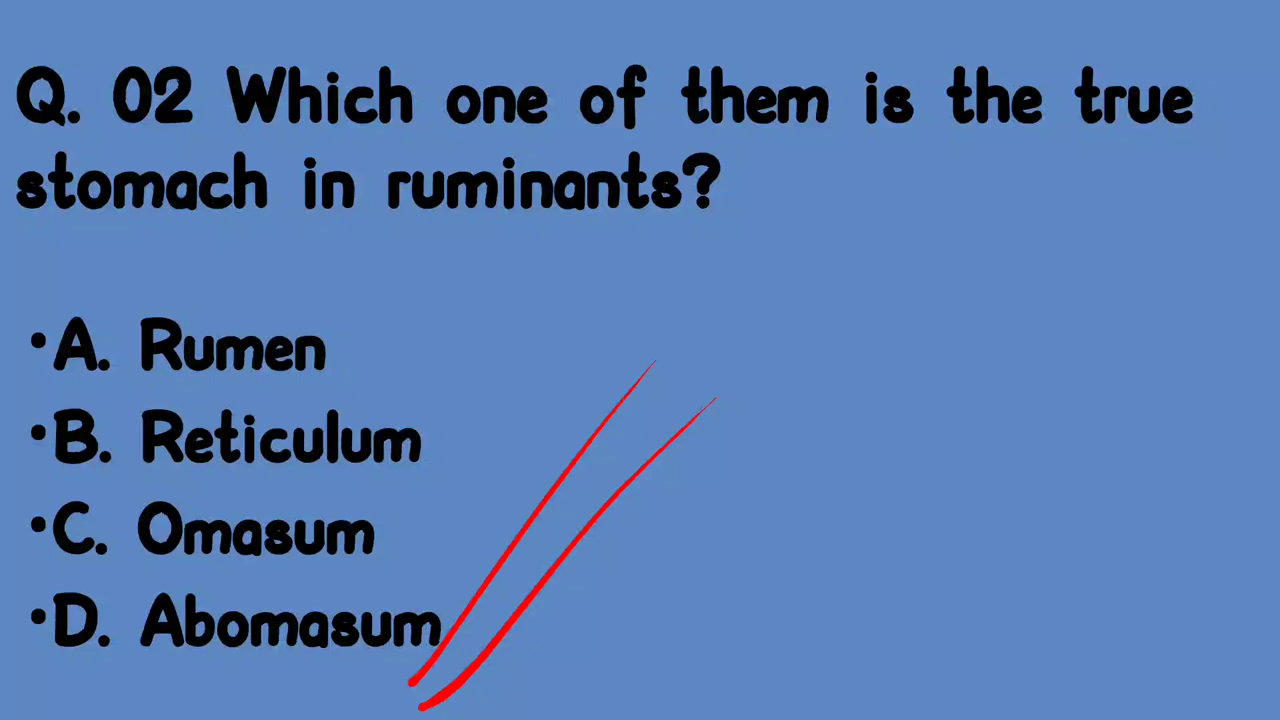 Q. 02 Which one of them is the true
stomach in ruminants?
•A. Rumen
•B. Reticulum
•C. Omasum
•D. Abomasum